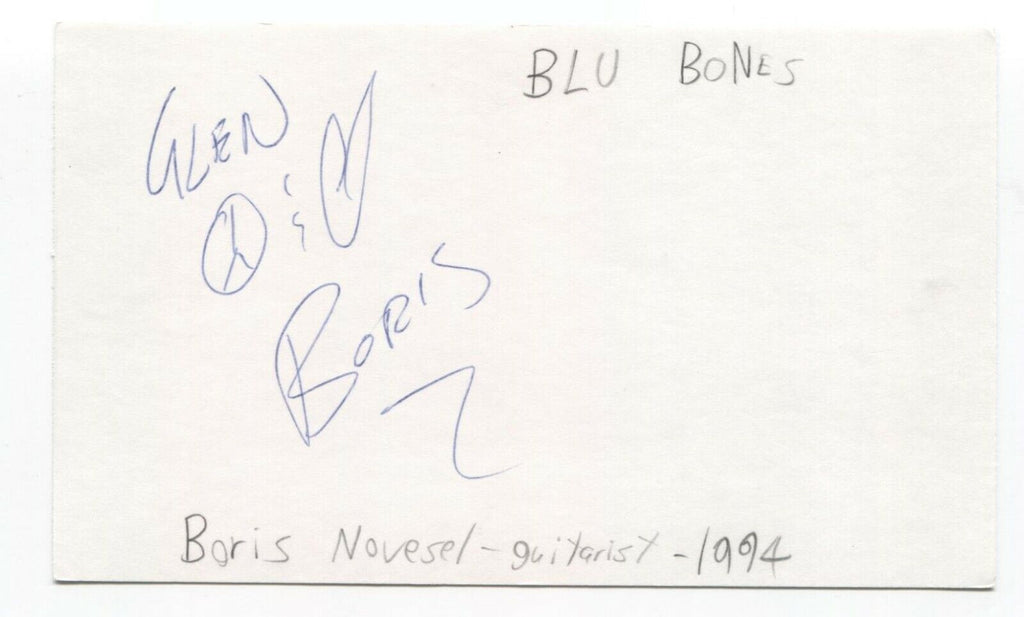 BLU BONES
GLEN
&
BORIS
Boris Novesel - guitarist - 1994